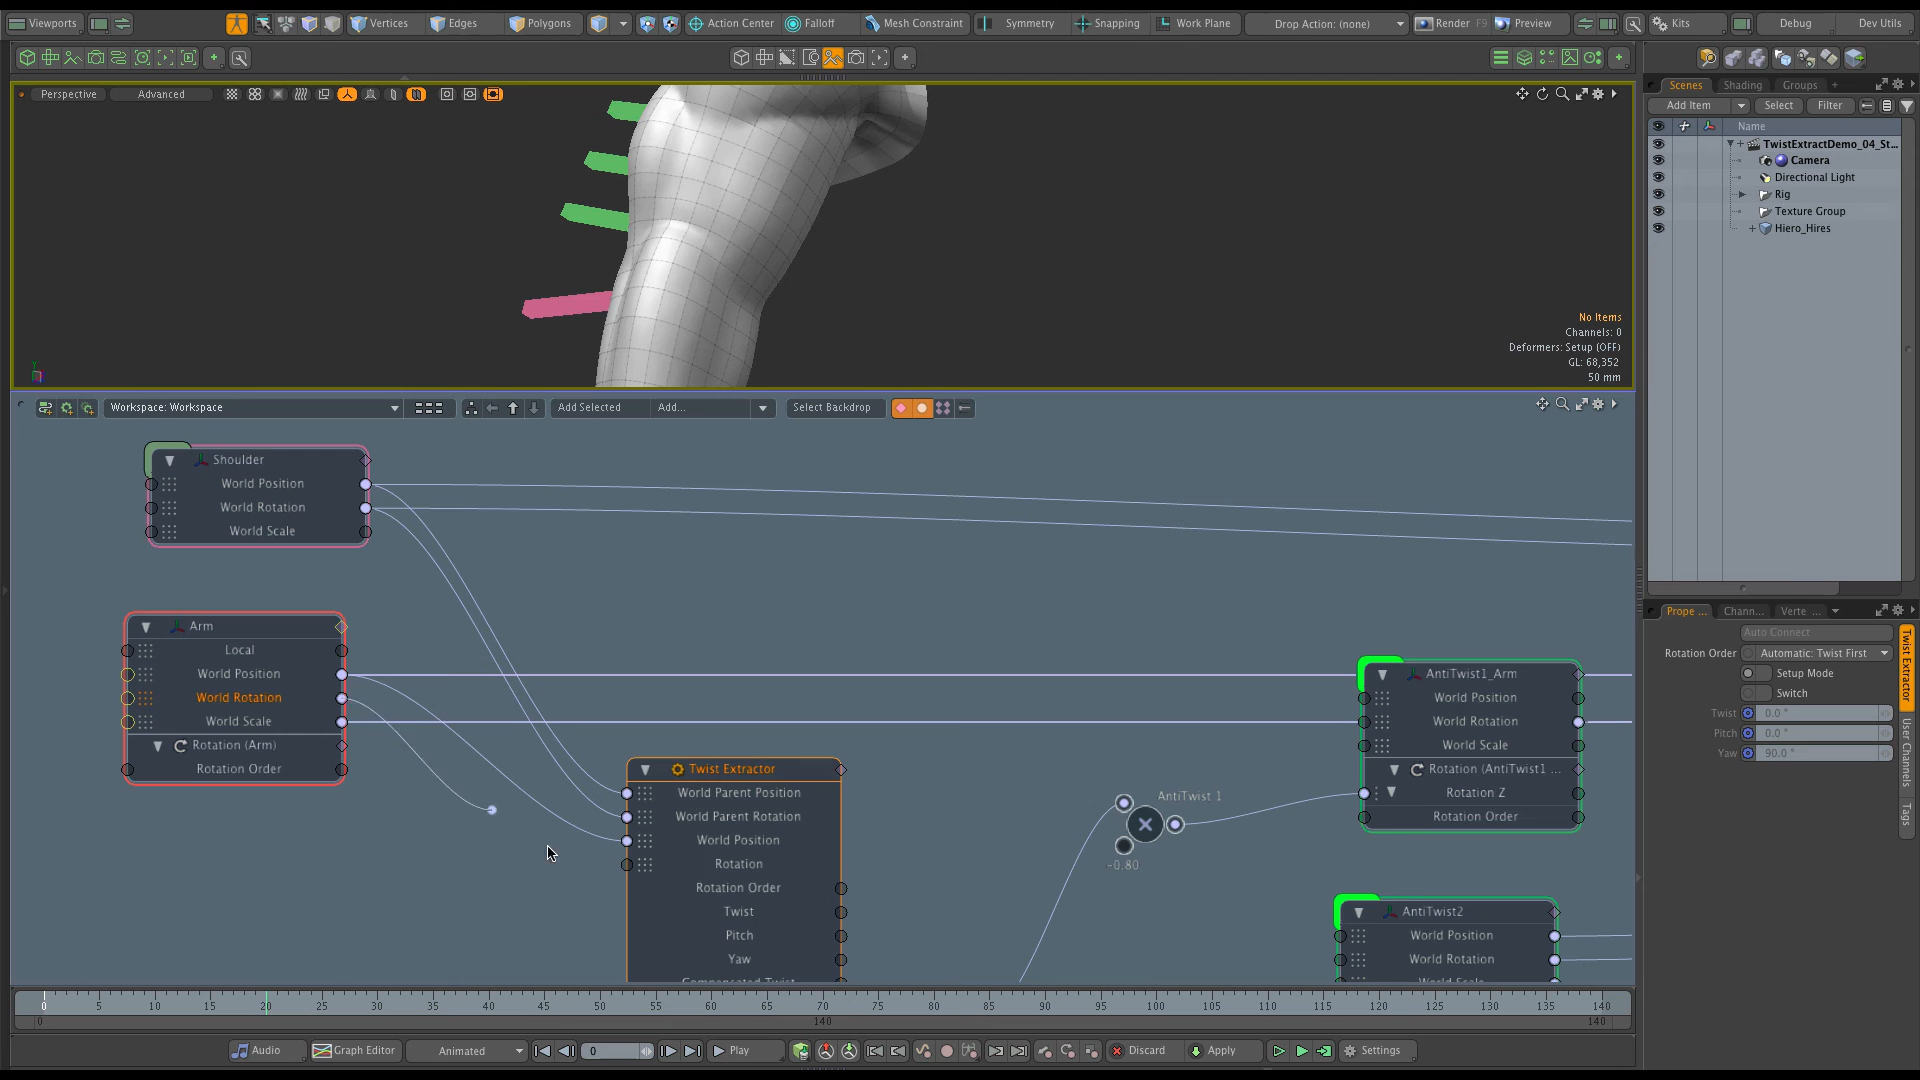 Viewports Vertices Edges Polygons Action Center Falloff Mesh Constraint Symmetry Snapping Work Plane Drop Action: (none) Render F9 Preview Kits Debug Dev Utils
Perspective Advanced
No Items
Channels: 0
Deformers: Setup (OFF)
GL: 68,352
50 mm
Scenes Shading Groups
Add Item Select Filter
Name
TwistExtractDemo_04_St...
Camera
Directional Light
Rig
Texture Group
Hiero_Hires
Workspace: Workspace Add Selected Add... Select Backdrop
Shoulder
World Position
World Rotation
World Scale
Arm
Local
World Position
World Rotation
World Scale
Rotation (Arm)
Rotation Order
Twist Extractor
World Parent Position
World Parent Rotation
World Position
Rotation
Rotation Order
Twist
Pitch
Yaw
Compensated Twist
AntiTwist 1
-0.80
AntiTwist1_Arm
World Position
World Rotation
World Scale
Rotation (AntiTwist1 ...
Rotation Z
Rotation Order
AntiTwist2
World Position
World Rotation
World Scale
Prope ... Chann... Verte ...
Auto Connect
Rotation Order Automatic: Twist First
Setup Mode
Switch
Twist 0.0 °
Pitch 0.0 °
Yaw 90.0 °
Twist Extractor
User Channels
Tags
0 5 10 15 20 25 30 35 40 45 50 55 60 65 70 75 80 85 90 95 100 105 110 115 120 125 130 135 140
0 140 140
Audio Graph Editor Animated 0 Play Discard Apply Settings